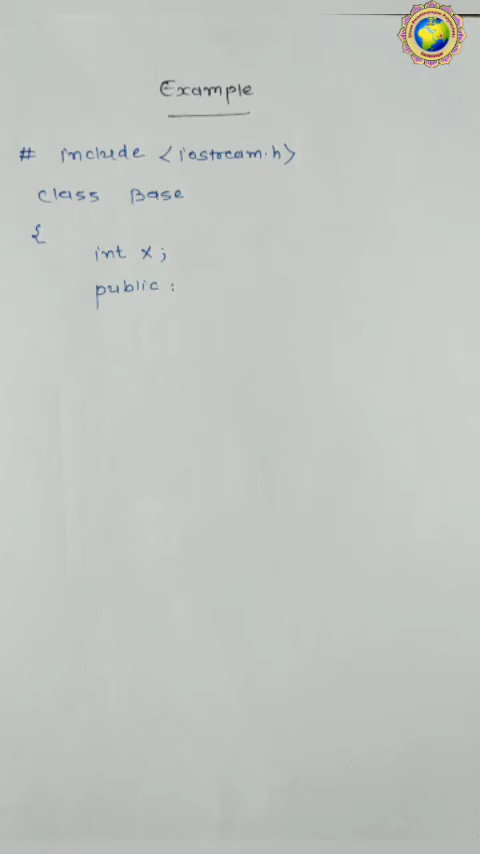 Example
# include <iostream.h>
class Base
{
int x;
public: